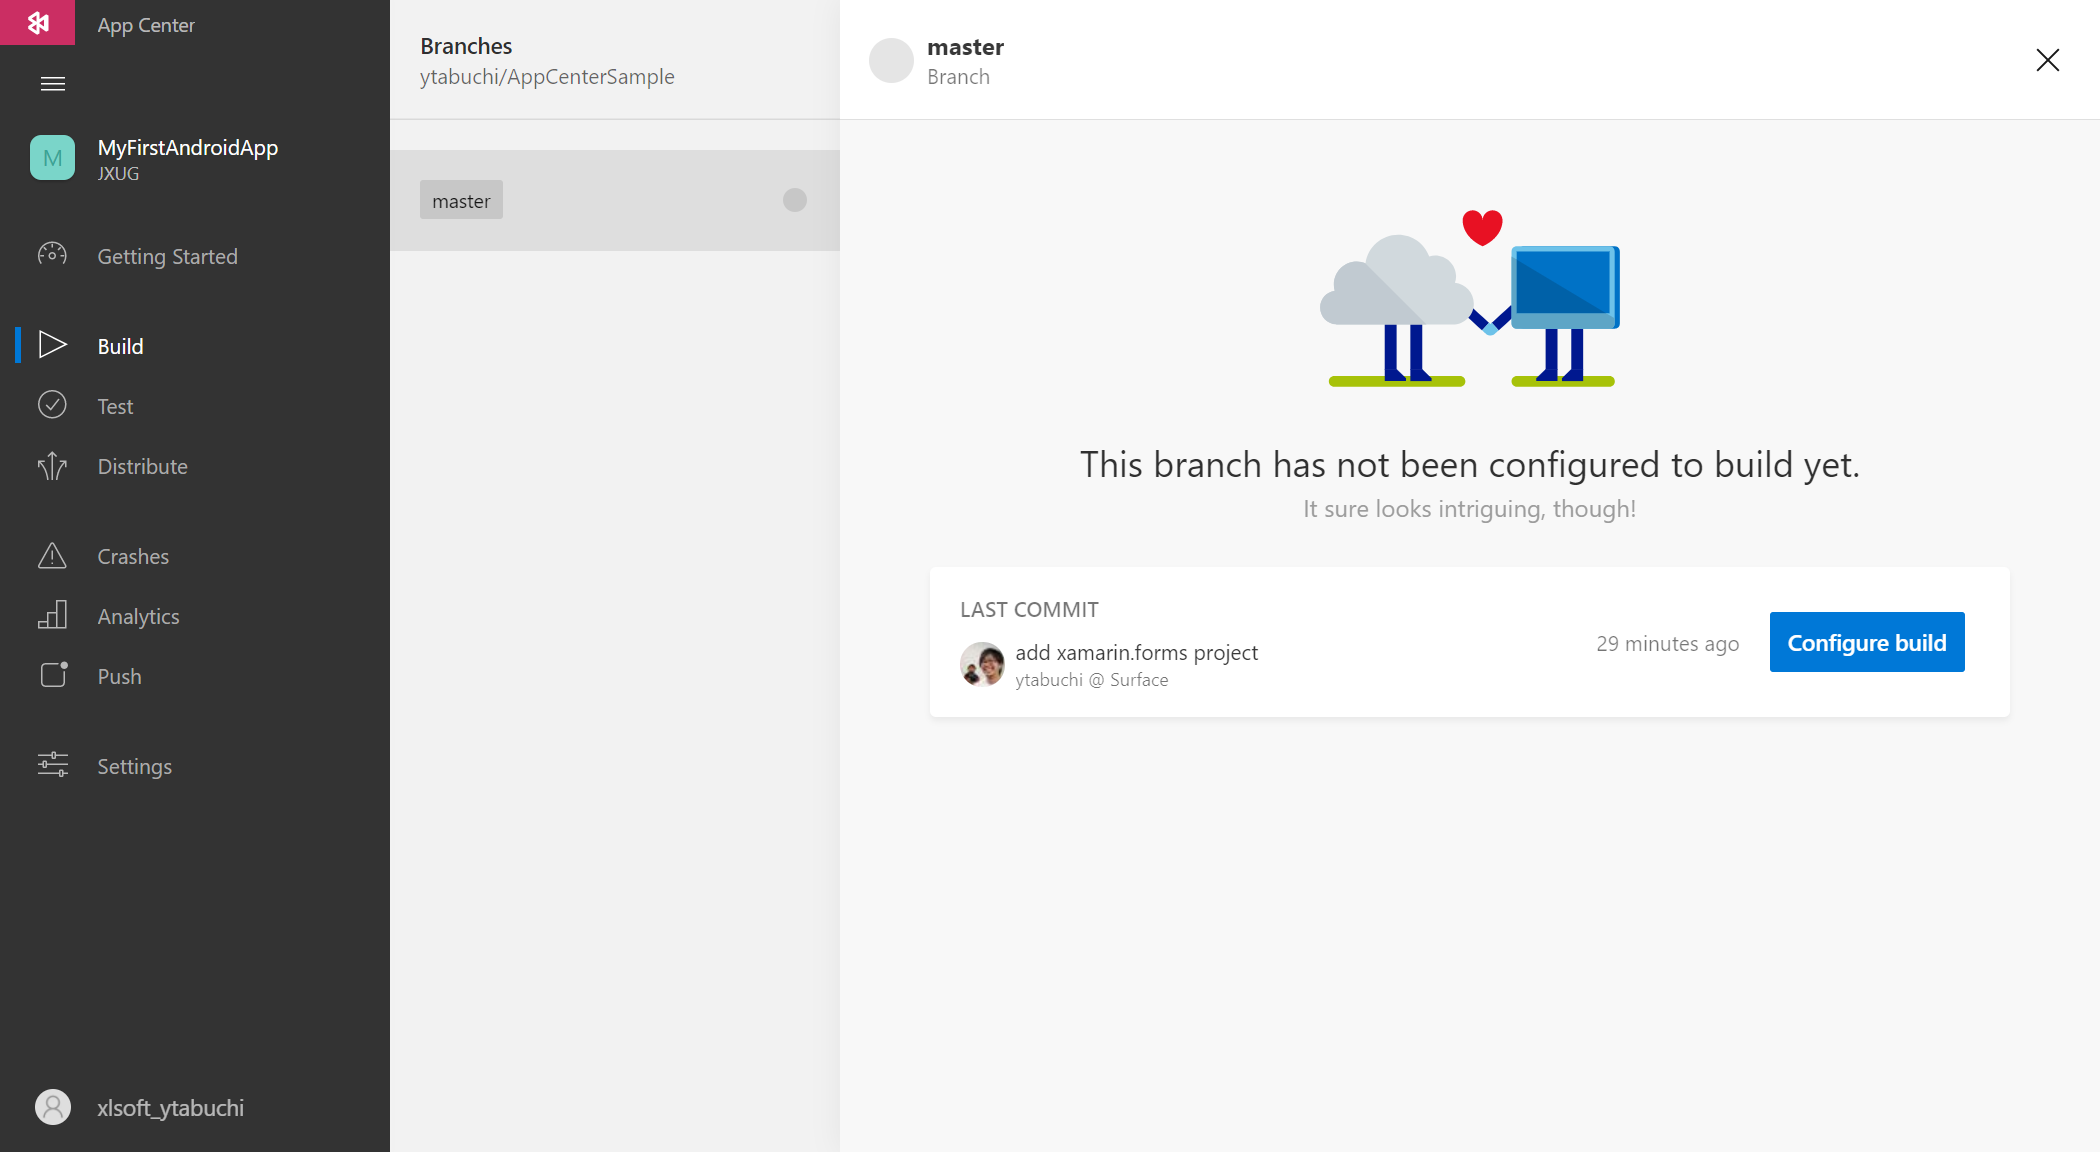 App Center
MyFirstAndroidApp
JXUG
M
Getting Started
Build
Test
Distribute
Crashes
Analytics
Push
Settings
xlsoft_ytabuchi
Branches
ytabuchi/AppCenterSample
master
master
Branch
This branch has not been configured to build yet.
It sure looks intriguing, though!
LAST COMMIT
add xamarin.forms project
ytabuchi @ Surface
29 minutes ago
Configure build